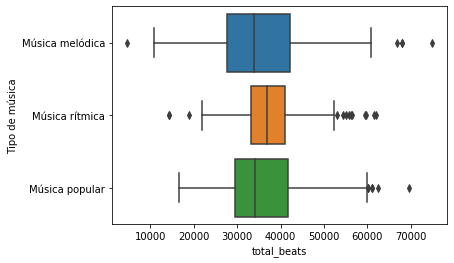 Tipo de música
Música melódica
Música rítmica
Música popular
10000 20000 30000 40000 50000 60000 70000
total_beats